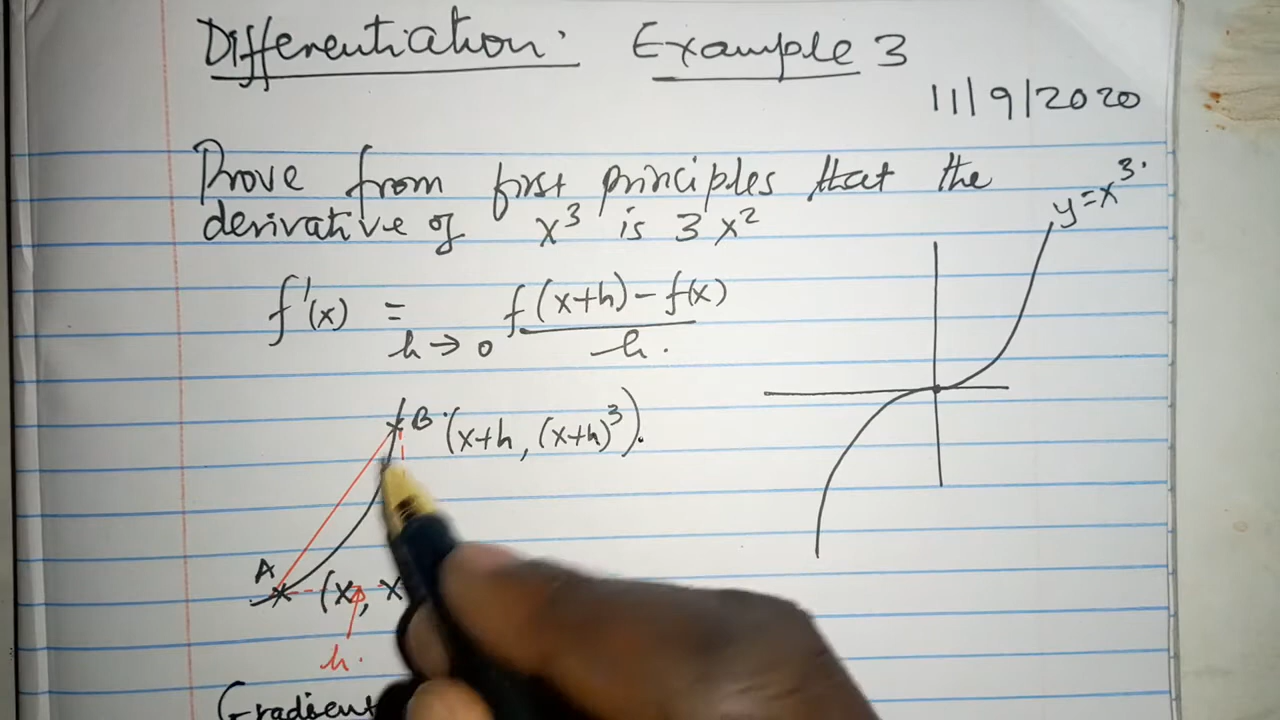 Differentiation. Example 3
11/9/2020
Prove from first principles that the
derivative of x³ is 3x²
y=x³.
f'(x) = f(x+h)-f(x)
h→0 h.
B.(x+h, (x+h)³).
A
(x, x
h.
Gradient